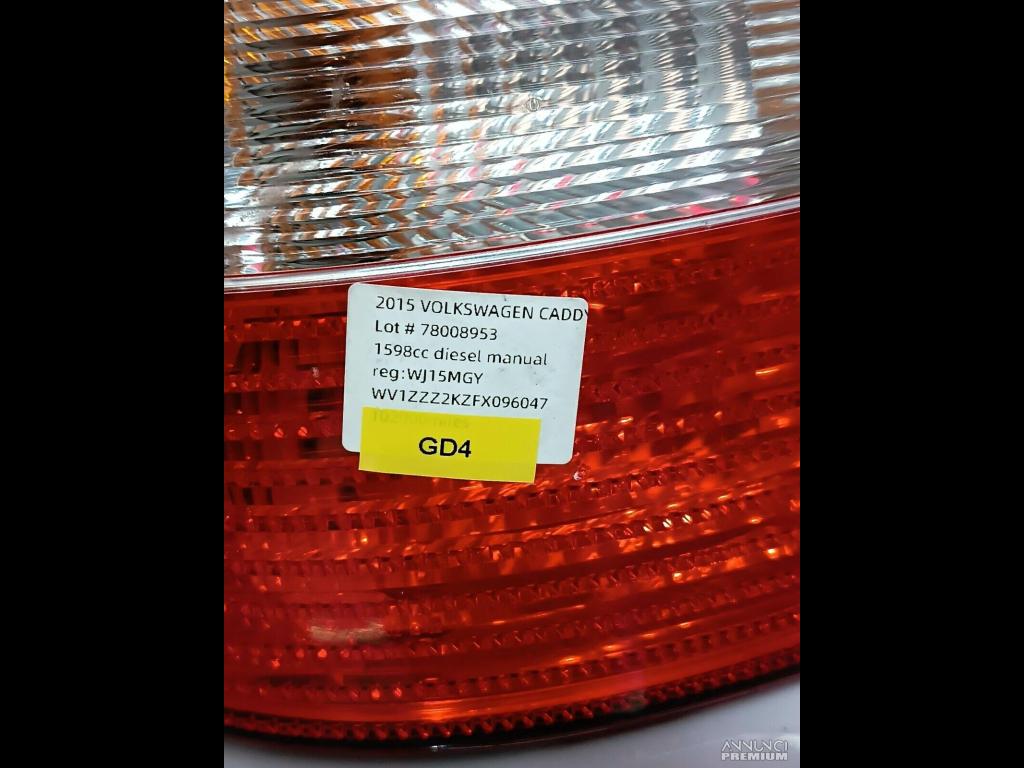 2015 VOLKSWAGEN CADDY
Lot # 78008953
1598cc diesel manual
reg:WJ15MGY
WV1ZZZ2KZFX096047
GD4
ANNUNCI
PREMIUM